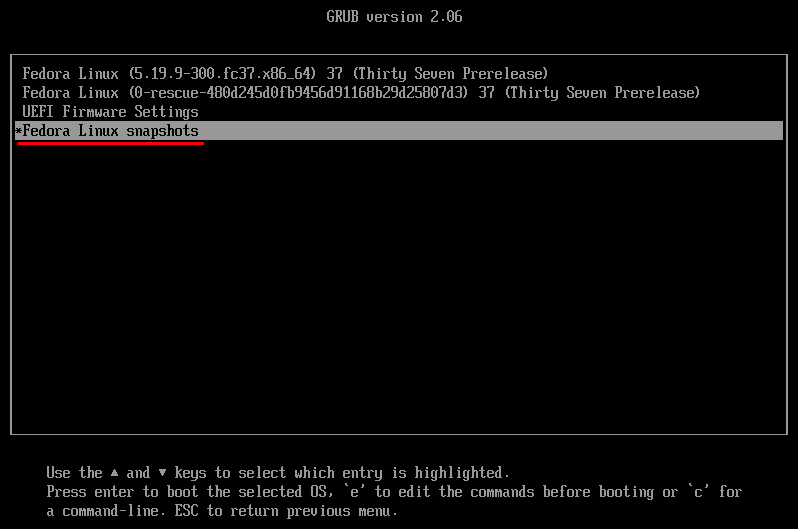 GRUB version 2.06
Fedora Linux (5.19.9-300.fc37.x86_64) 37 (Thirty Seven Prerelease)
Fedora Linux (0-rescue-480d245d0fb9456d91168b29d25807d3) 37 (Thirty Seven Prerelease)
UEFI Firmware Settings
*Fedora Linux snapshots
Use the ▲ and ▼ keys to select which entry is highlighted.
Press enter to boot the selected OS, `e' to edit the commands before booting or `c' for
a command-line. ESC to return previous menu.